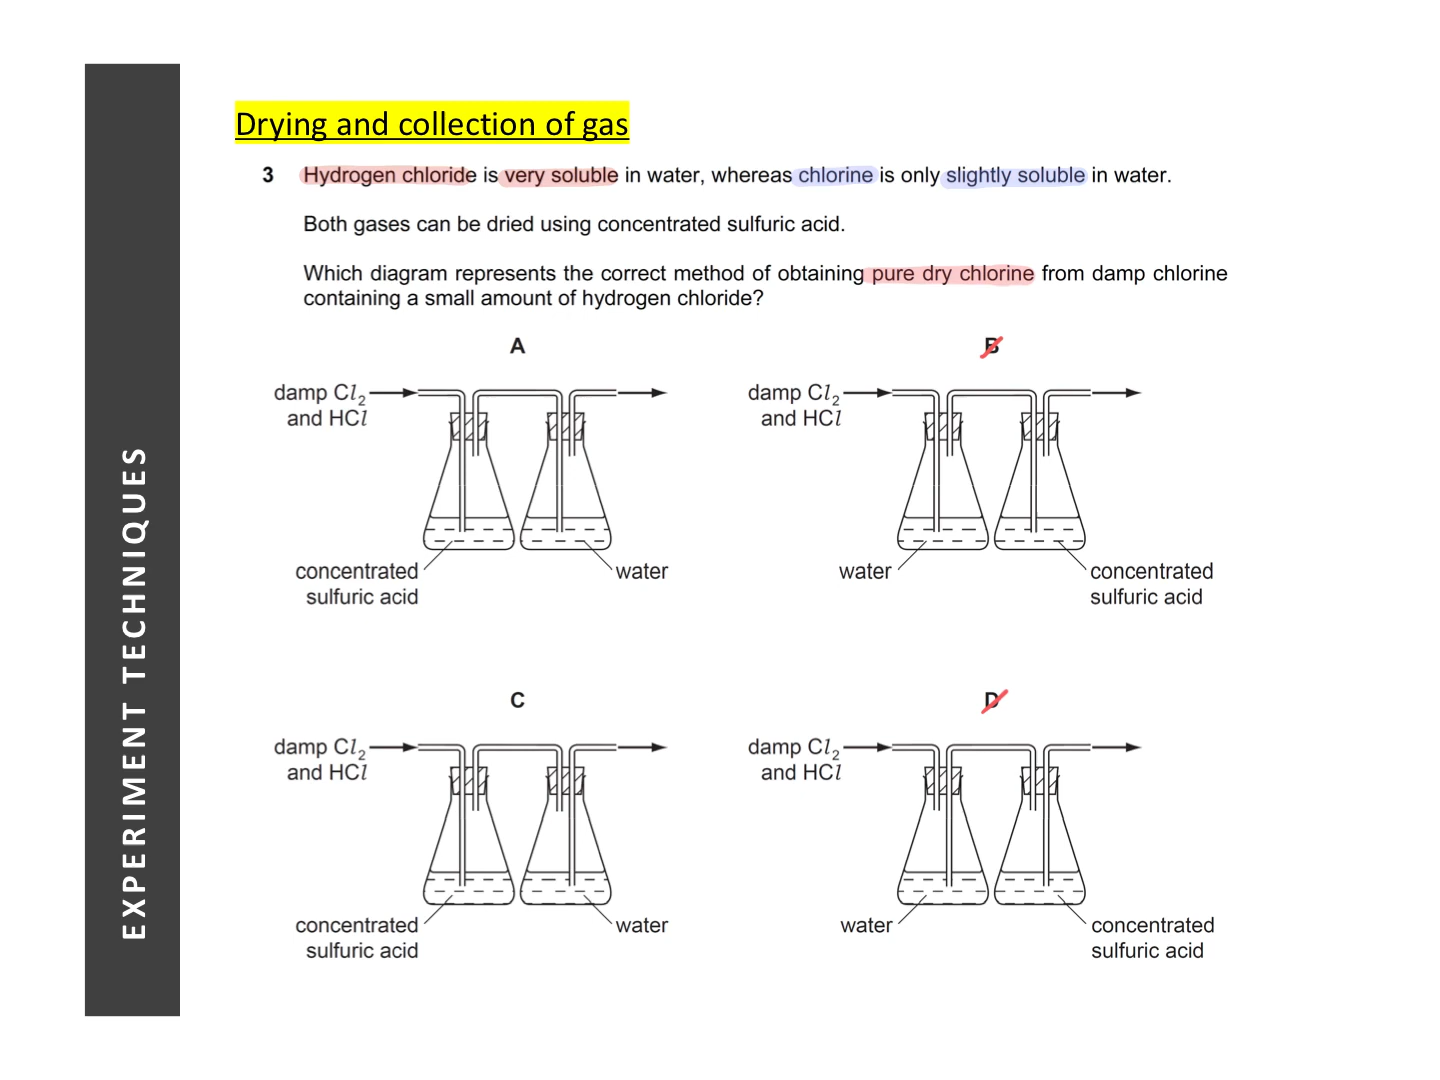 EXPERIMENT TECHNIQUES
Drying and collection of gas
3 Hydrogen chloride is very soluble in water, whereas chlorine is only slightly soluble in water.
Both gases can be dried using concentrated sulfuric acid.
Which diagram represents the correct method of obtaining pure dry chlorine from damp chlorine
containing a small amount of hydrogen chloride?
A
damp Cl2
and HCl
concentrated
sulfuric acid
water
B
damp Cl2
and HCl
water
concentrated
sulfuric acid
C
damp Cl2
and HCl
concentrated
sulfuric acid
water
D
damp Cl2
and HCl
water
concentrated
sulfuric acid